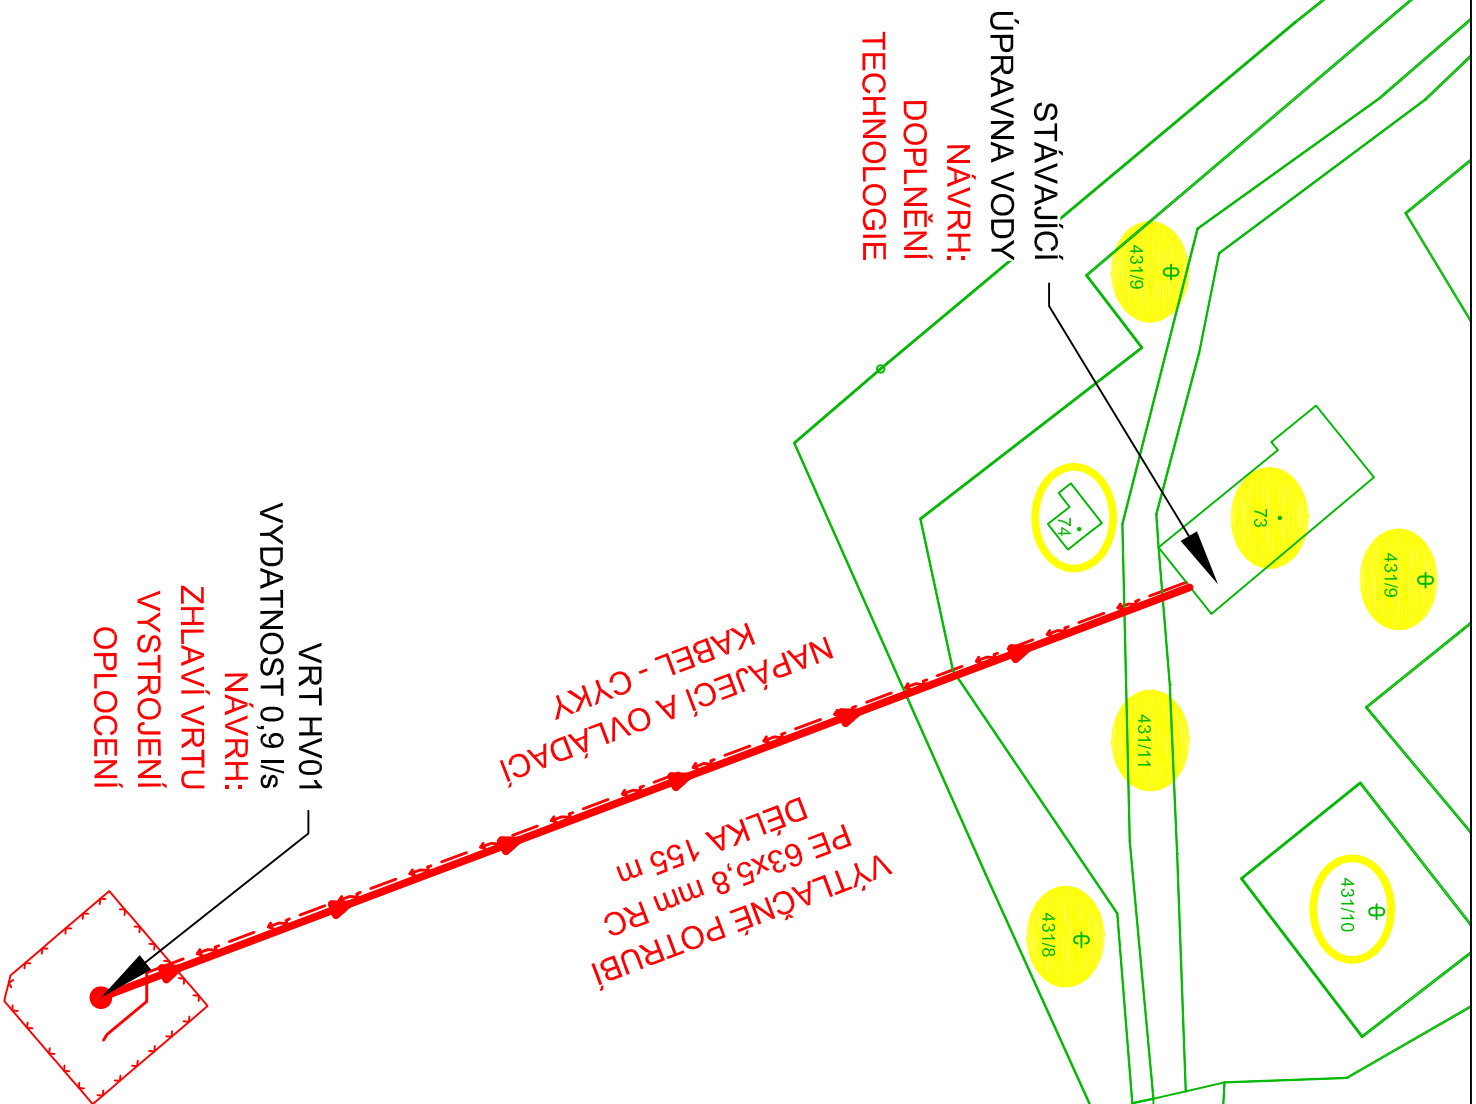 STÁVAJÍCÍ
ÚPRAVNA VODY
NÁVRH:
DOPLNĚNÍ
TECHNOLOGIE
431/9
73
74
431/9
431/11
431/10
431/8
NAPÁJECÍ A OVLÁDACÍ
KABEL - CYKY
VÝTLAČNÉ POTRUBÍ
PE 63x5,8 mm RC
DÉLKA 155 m
VRT HV01
VYDATNOST 0,9 l/s
NÁVRH:
ZHLAVÍ VRTU
VYSTROJENÍ
OPLOCENÍ